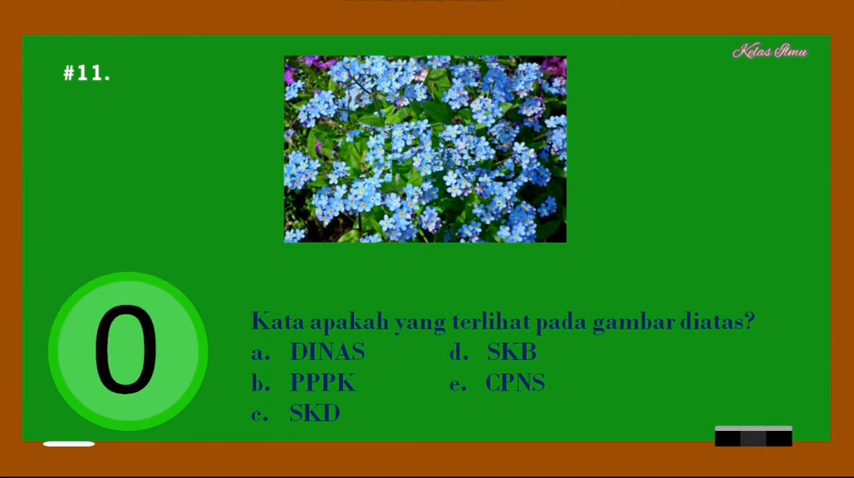 Kelas Ilmu
#11.
0
Kata apakah yang terlihat pada gambar diatas?
a. DINAS
b. PPPK
c. SKD
d. SKB
e. CPNS